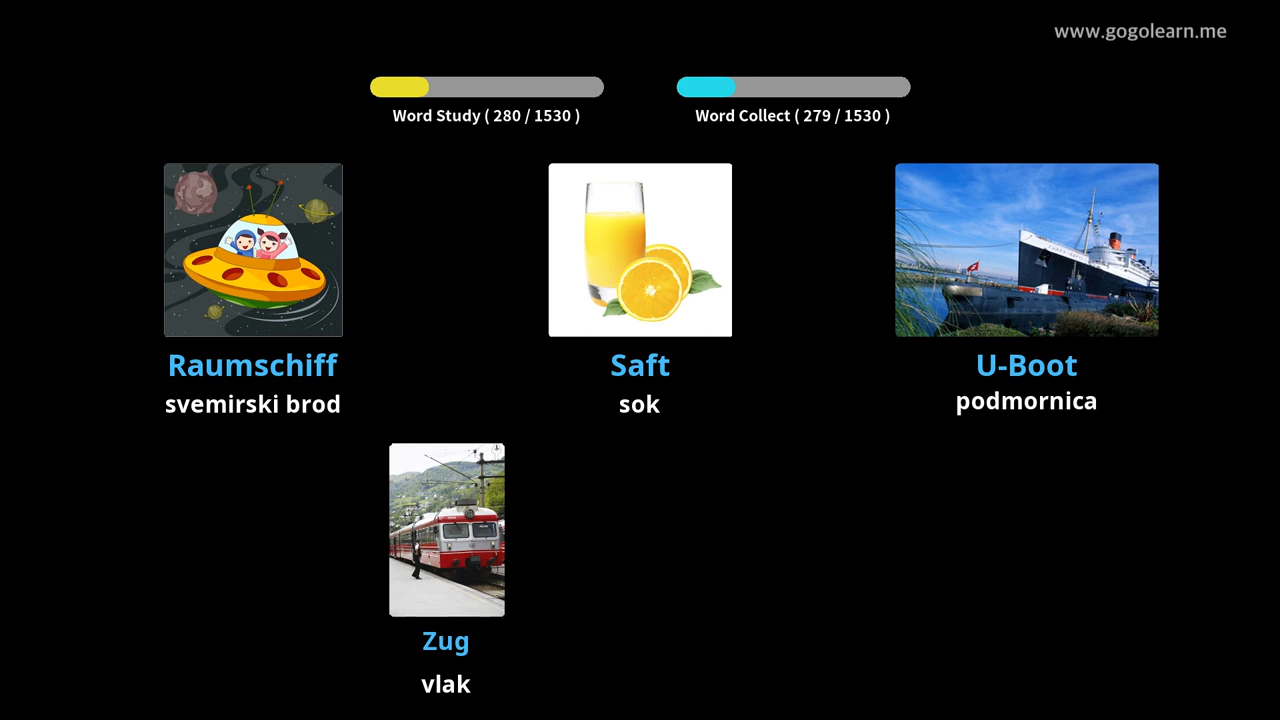 www.gogolearn.me
Word Study ( 280 / 1530 )
Word Collect ( 279 / 1530 )
Raumschiff
svemirski brod
Saft
sok
U-Boot
podmornica
Zug
vlak